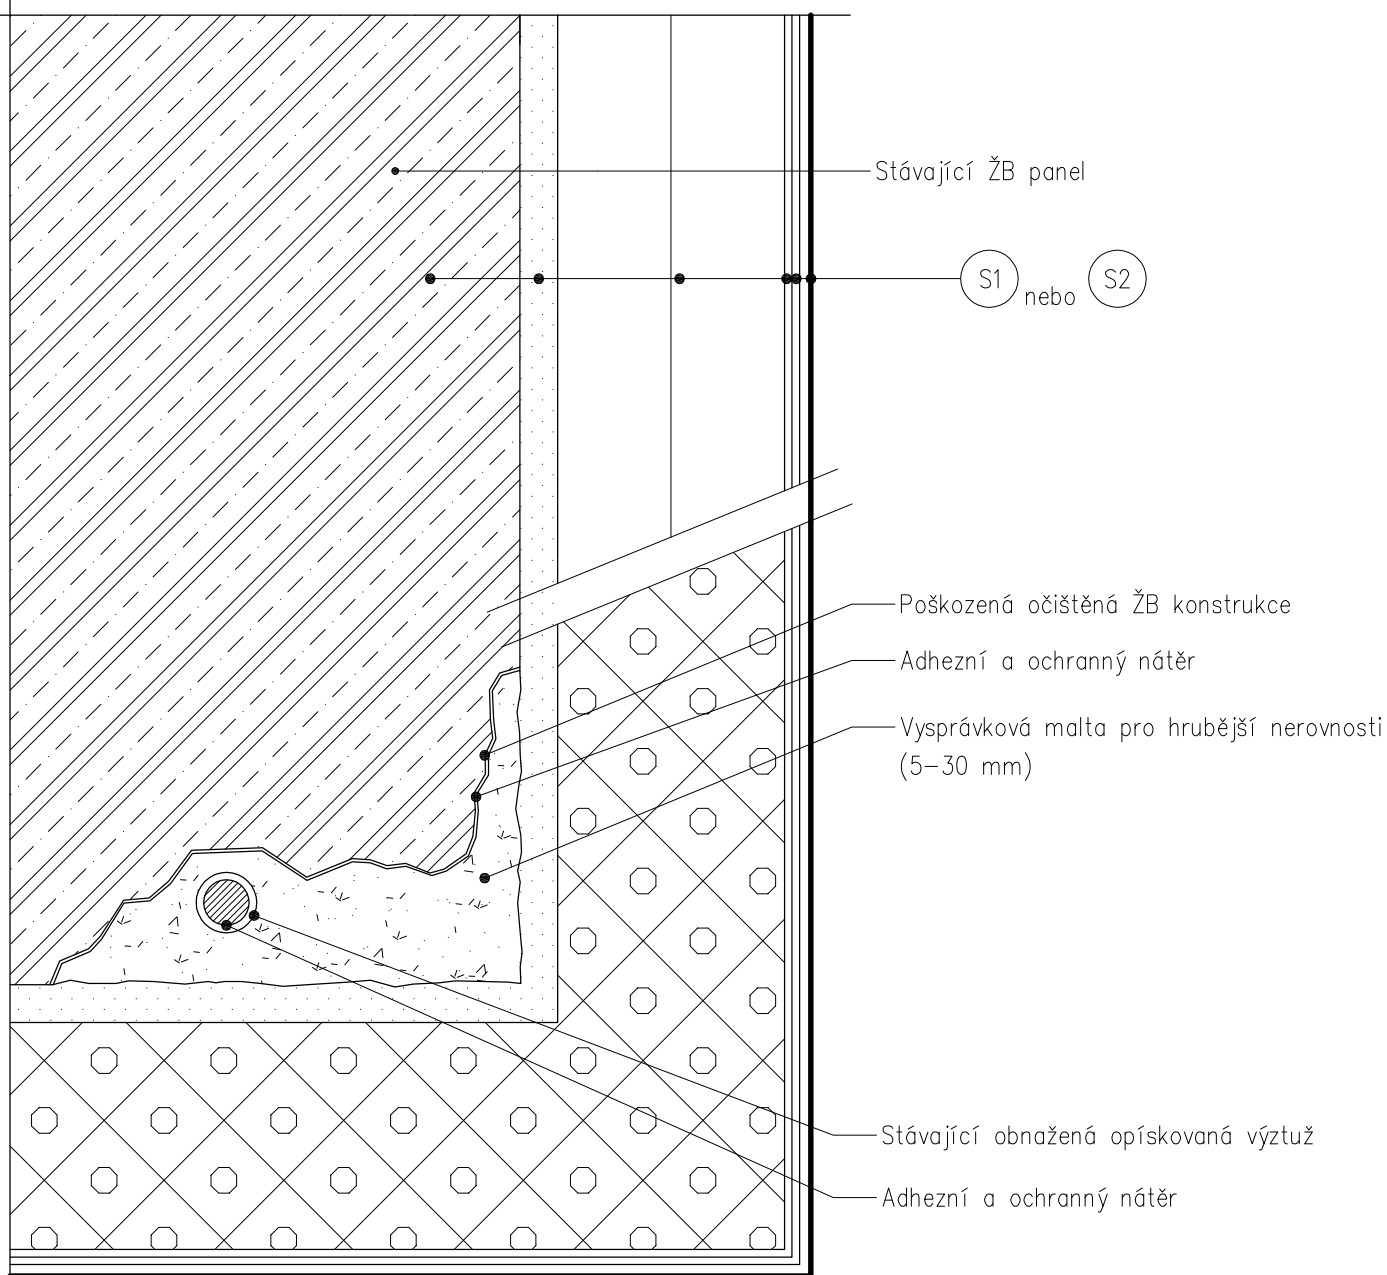 Stávající ŽB panel
S1 nebo S2
Poškozená očištěná ŽB konstrukce
Adhezní a ochranný nátěr
Vysprávková malta pro hrubější nerovnosti
(5-30 mm)
Stávající obnažená opískovaná výztuž
Adhezní a ochranný nátěr